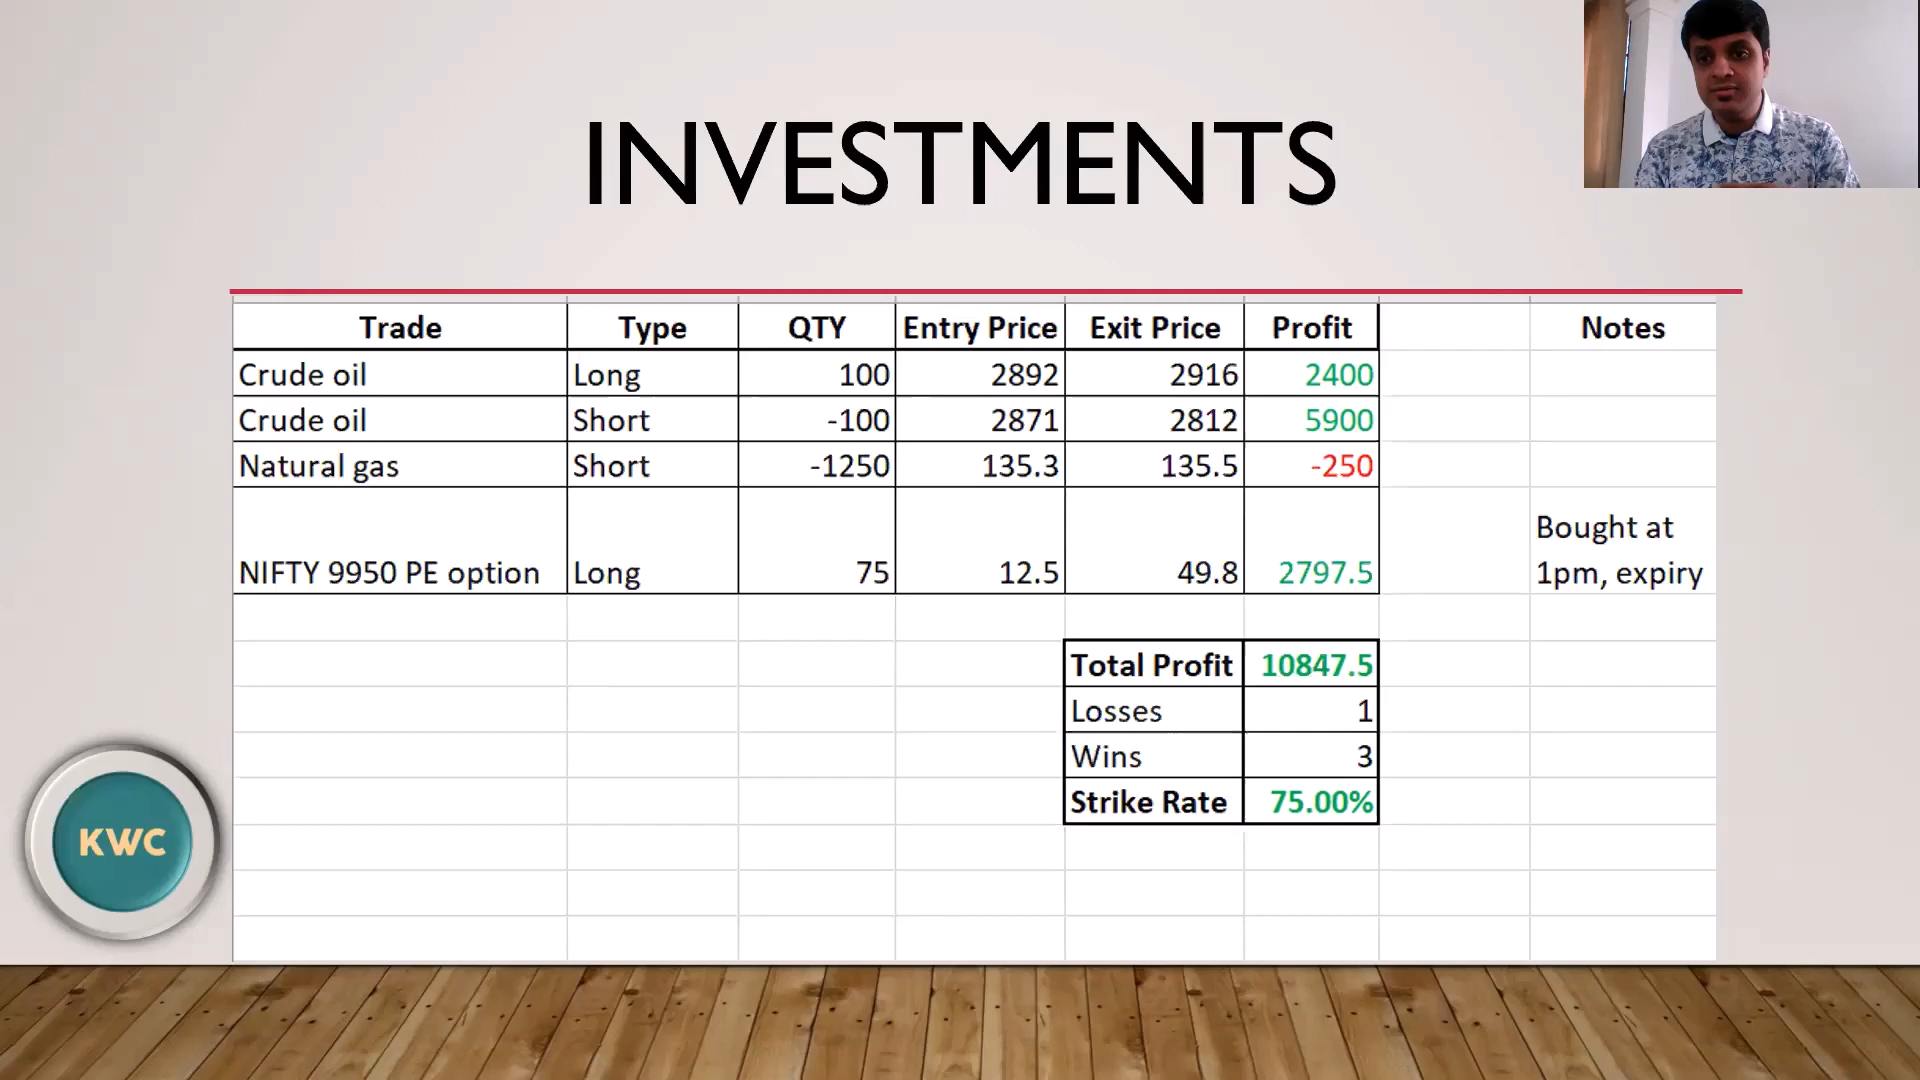 INVESTMENTS
Trade Type QTY Entry Price Exit Price Profit Notes
Crude oil Long 100 2892 2916 2400
Crude oil Short -100 2871 2812 5900
Natural gas Short -1250 135.3 135.5 -250
Bought at
NIFTY 9950 PE option Long 75 12.5 49.8 2797.5 1pm, expiry
Total Profit 10847.5
Losses 1
Wins 3
Strike Rate 75.00%
KWC